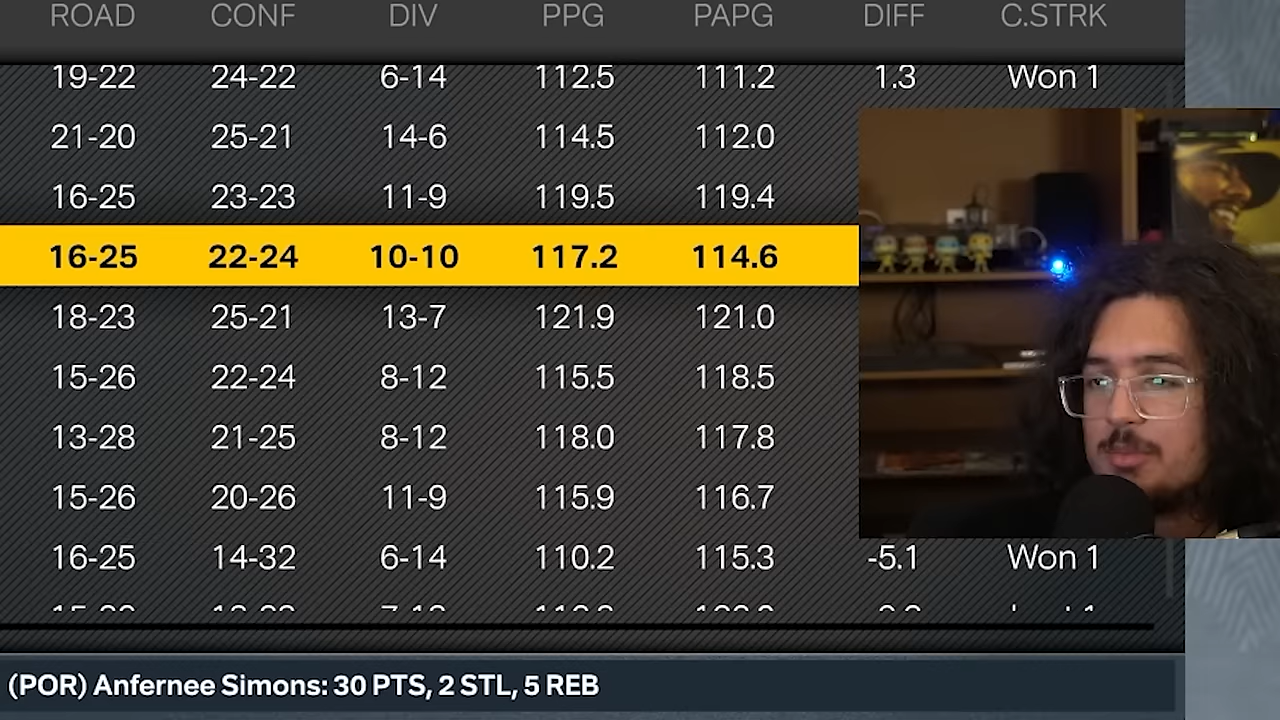 ROAD CONF DIV PPG PAPG DIFF C.STRK
19-22 24-22 6-14 112.5 111.2 1.3 Won 1
21-20 25-21 14-6 114.5 112.0
16-25 23-23 11-9 119.5 119.4
16-25 22-24 10-10 117.2 114.6
18-23 25-21 13-7 121.9 121.0
15-26 22-24 8-12 115.5 118.5
13-28 21-25 8-12 118.0 117.8
15-26 20-26 11-9 115.9 116.7
16-25 14-32 6-14 110.2 115.3 -5.1 Won 1
(POR) Anfernee Simons: 30 PTS, 2 STL, 5 REB